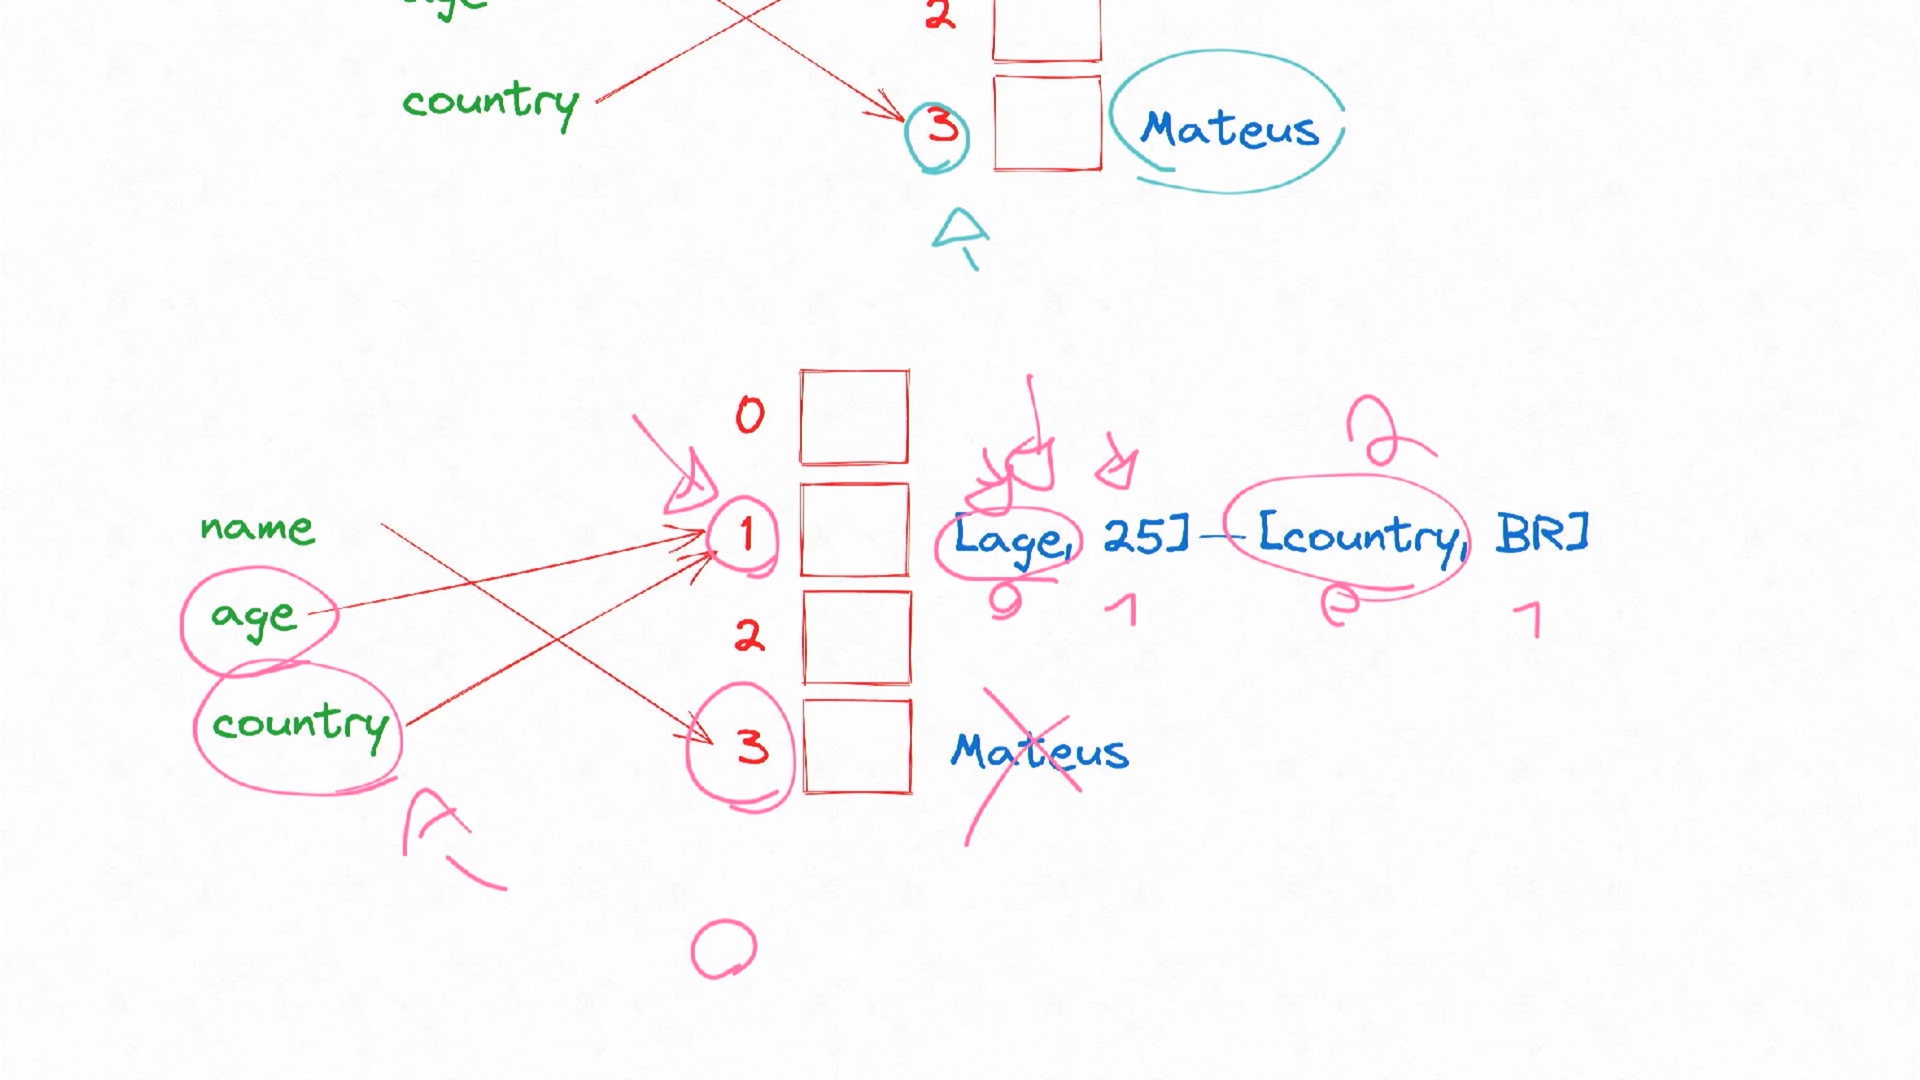 age
2
country
3 Mateus
0
2
name
1 [age, 25] — [country, BR]
age
0 1 0 1
2
country
3 Mateus